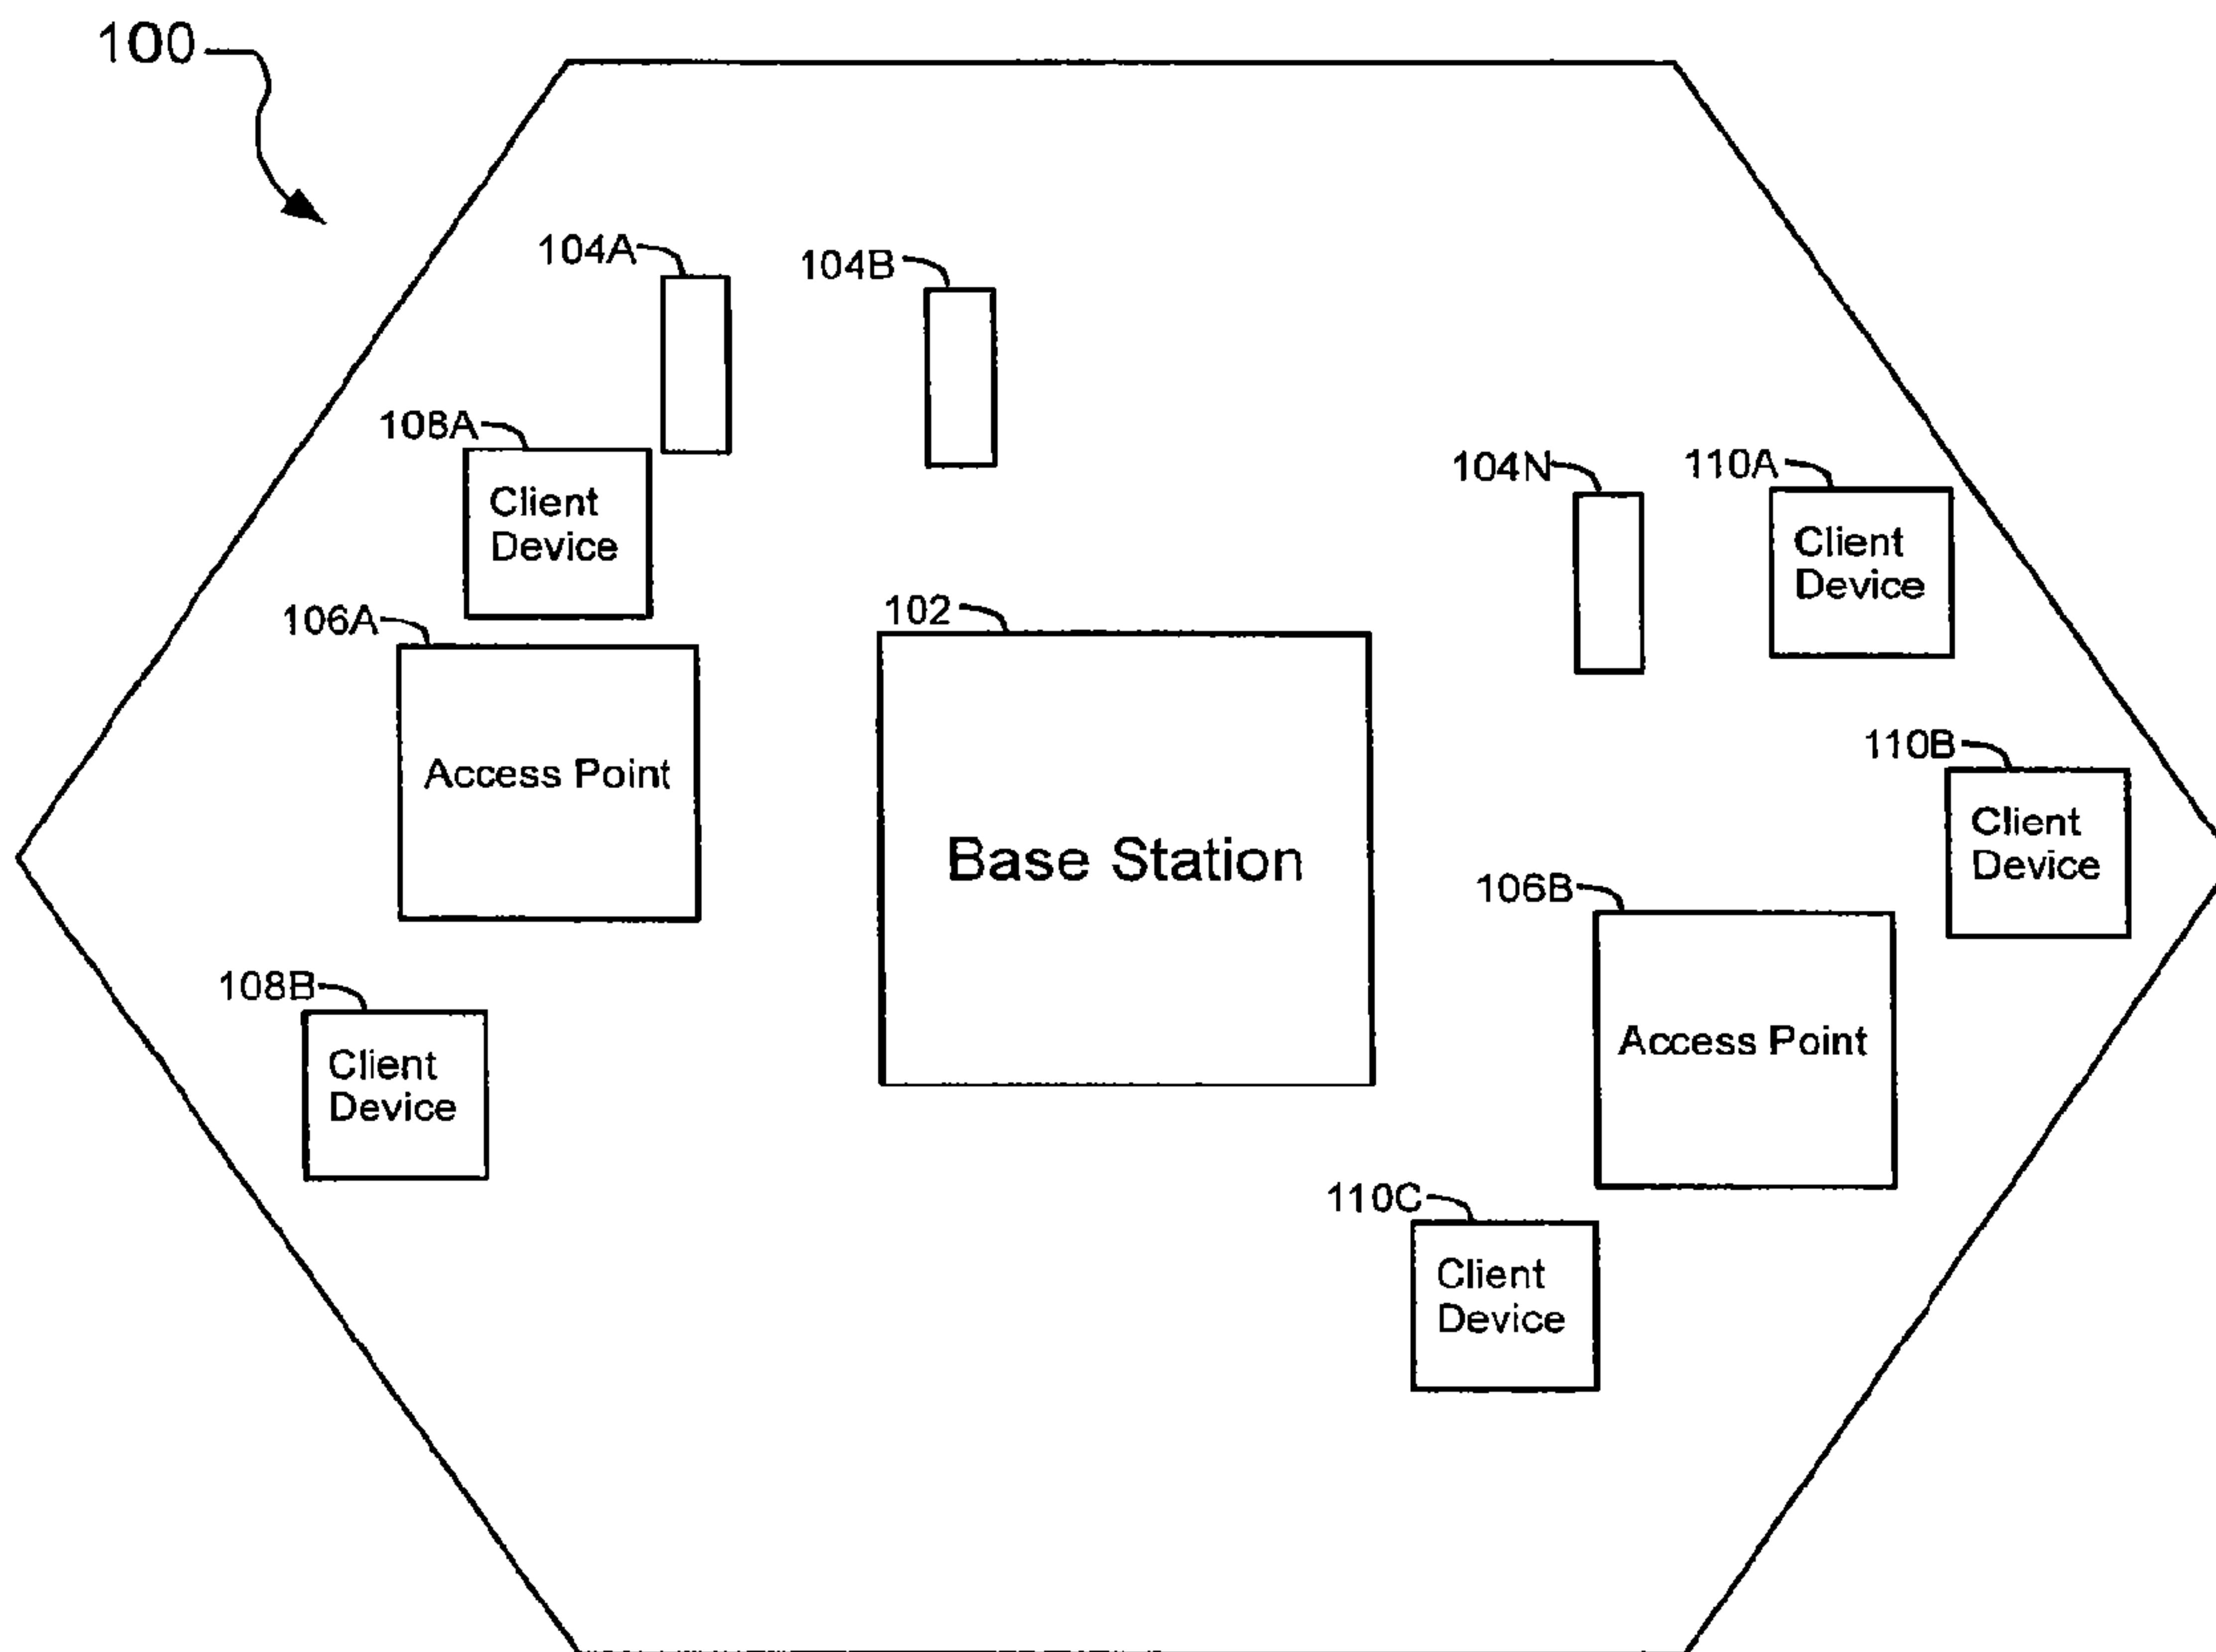 100
104A
104B
108A
Client
Device
104N
110A
Client
Device
106A
Access Point
102
Base Station
110B
Client
Device
106B
Access Point
108B
Client
Device
110C
Client
Device